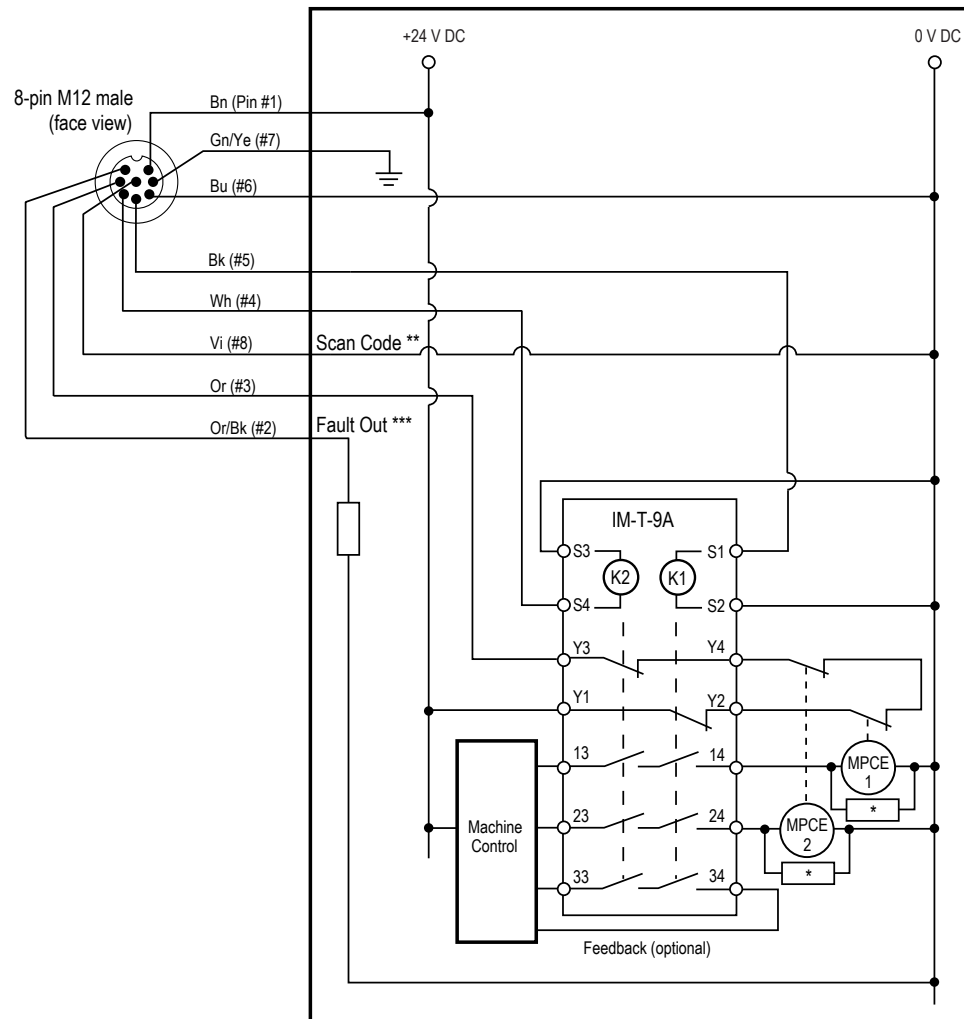 +24 V DC
0 V DC
8-pin M12 male
(face view)
Bn (Pin #1)
Gn/Ye (#7)
Bu (#6)
Bk (#5)
Wh (#4)
Vi (#8)
Scan Code **
Or (#3)
Or/Bk (#2)
Fault Out ***
IM-T-9A
S3
S1
K2
K1
S4
S2
Y3
Y4
Y1
Y2
13
14
MPCE
1
*
Machine
Control
23
24
MPCE
2
*
33
34
Feedback (optional)